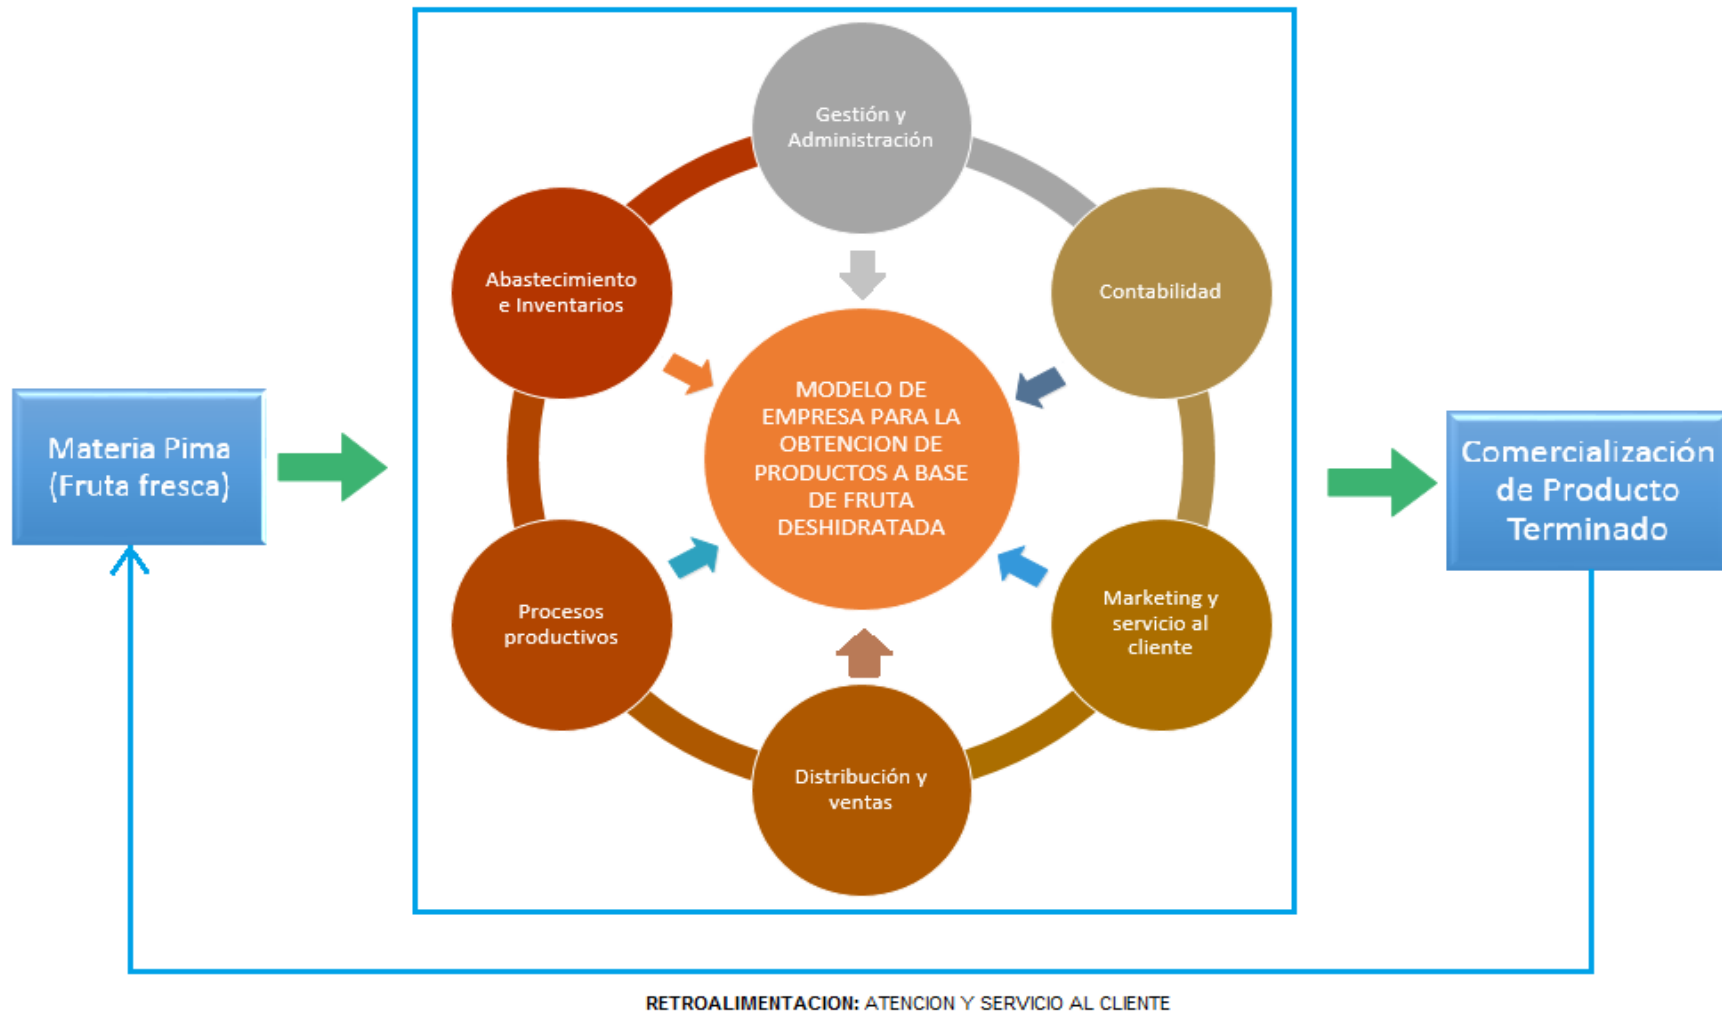 Gestión y
Administración
Abastecimiento
e Inventarios
Contabilidad
MODELO DE
EMPRESA PARA LA
OBTENCION DE
PRODUCTOS A BASE
DE FRUTA
DESHIDRATADA
Materia Pima
(Fruta fresca)
Comercialización
de Producto
Terminado
Procesos
productivos
Marketing y
servicio al
cliente
Distribución y
ventas
RETROALIMENTACION: ATENCION Y SERVICIO AL CLIENTE